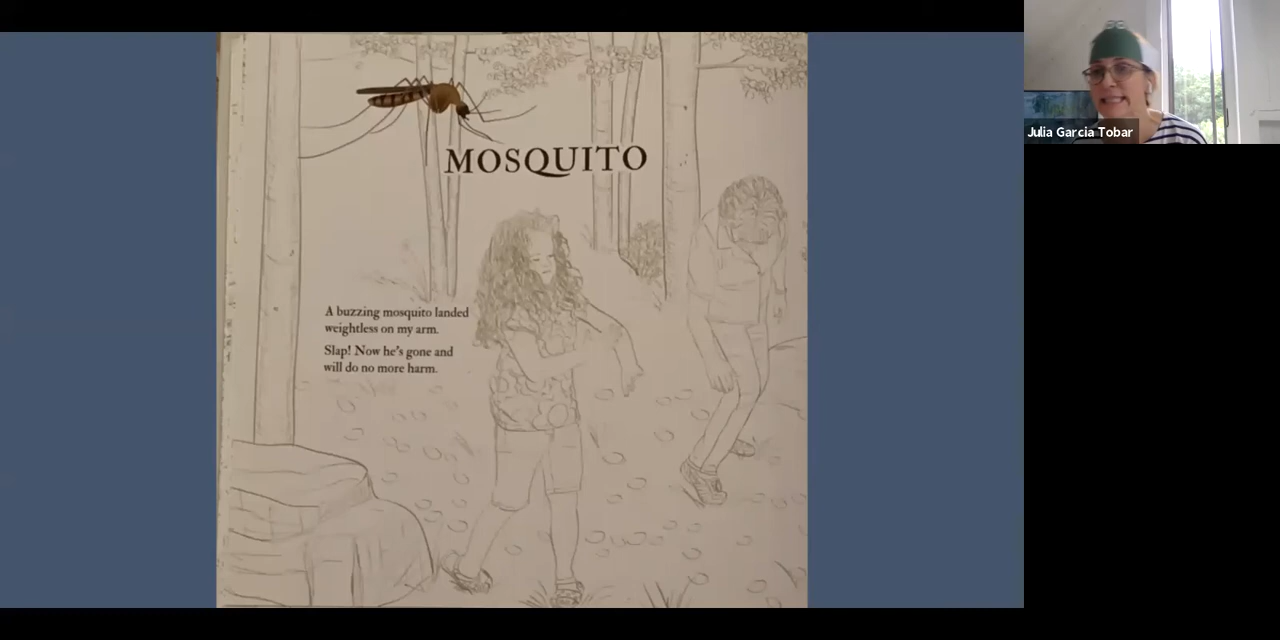 MOSQUITO
A buzzing mosquito landed
weightless on my arm.
Slap! Now he's gone and
will do no more harm.
Julia Garcia Tobar